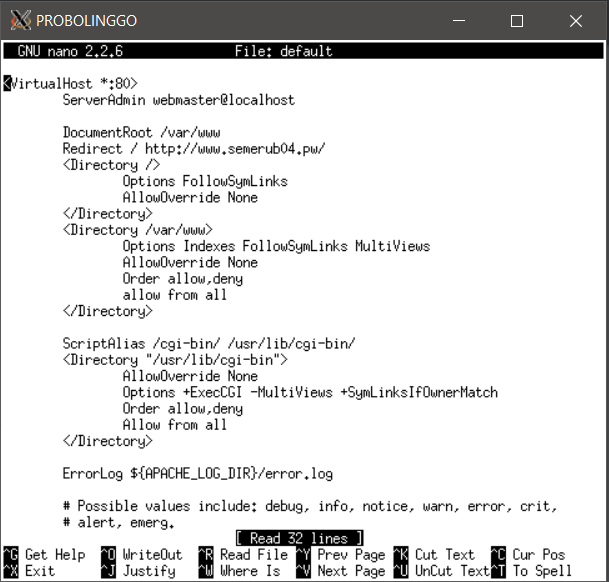 PROBOLINGGO
GNU nano 2.2.6 File: default
<VirtualHost *:80>
ServerAdmin webmaster@localhost
DocumentRoot /var/www
Redirect / http://www.semerub04.pw/
<Directory />
Options FollowSymLinks
AllowOverride None
</Directory>
<Directory /var/www>
Options Indexes FollowSymLinks MultiViews
AllowOverride None
Order allow,deny
allow from all
</Directory>
ScriptAlias /cgi-bin/ /usr/lib/cgi-bin/
<Directory "/usr/lib/cgi-bin">
AllowOverride None
Options +ExecCGI -MultiViews +SymLinksIfOwnerMatch
Order allow,deny
Allow from all
</Directory>
ErrorLog ${APACHE_LOG_DIR}/error.log
# Possible values include: debug, info, notice, warn, error, crit,
# alert, emerg.
[ Read 32 lines ]
^G Get Help ^O WriteOut ^R Read File ^Y Prev Page ^K Cut Text ^C Cur Pos
^X Exit ^J Justify ^W Where Is ^V Next Page ^U UnCut Text ^T To Spell